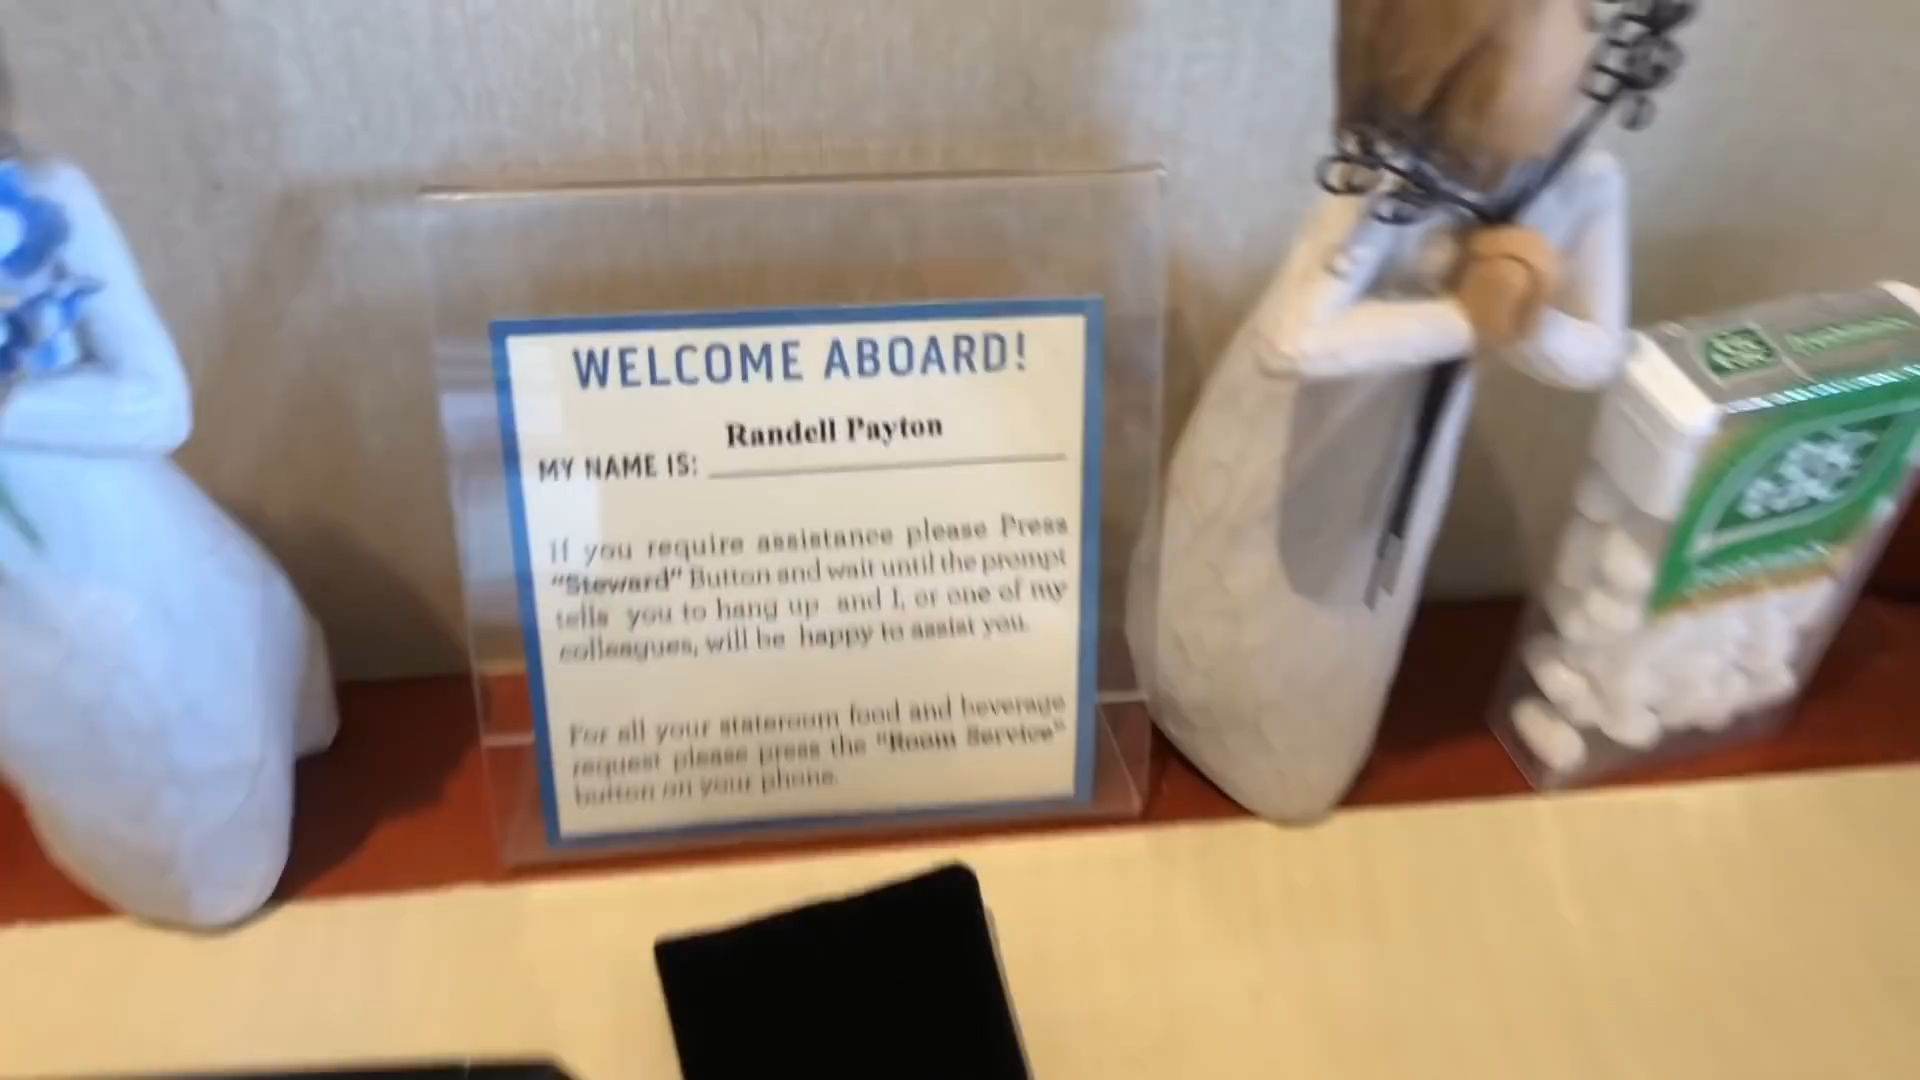 WELCOME ABOARD!
Randell Payton
MY NAME IS:
If you require assistance please Press
"Steward" Button and wait until the prompt
tells you to hang up and I, or one of my
colleagues, will be happy to assist you.
For all your stateroom food and beverage
request please press the "Room Service"
button on your phone.